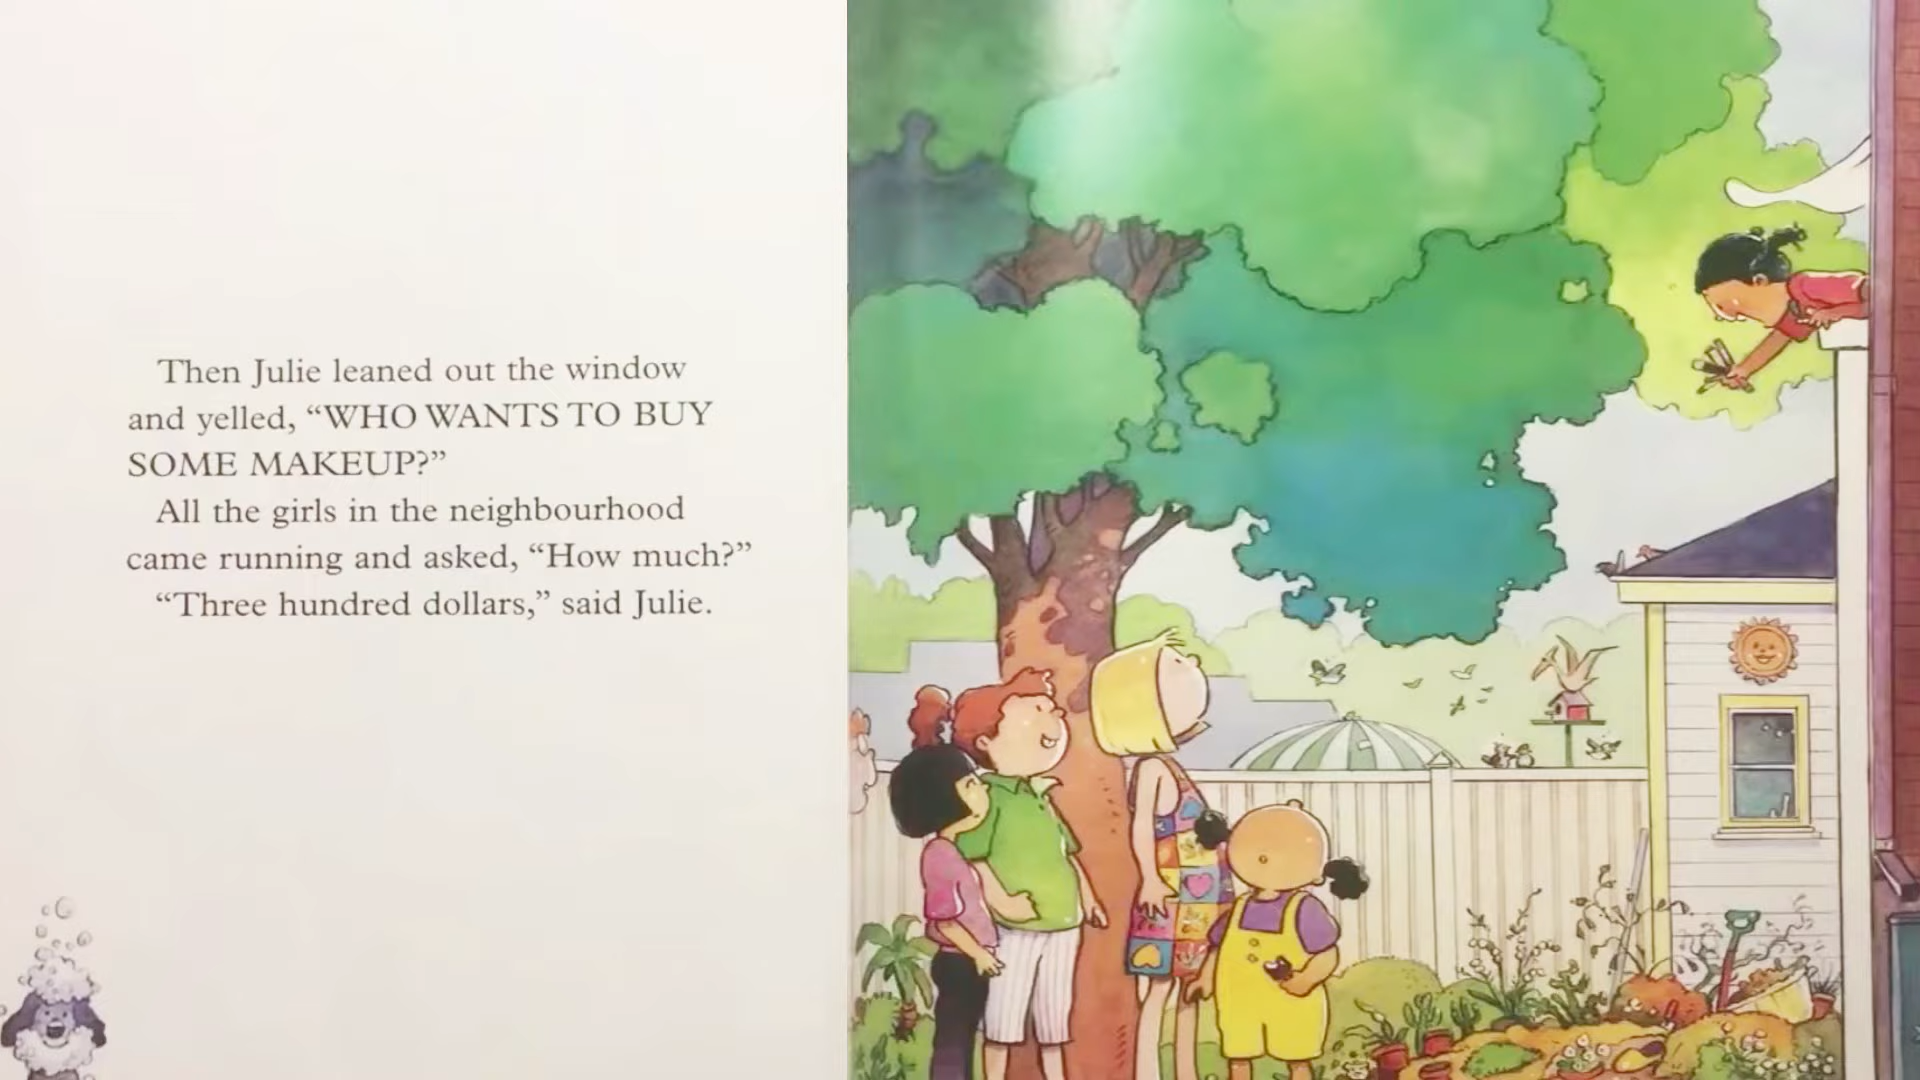 Then Julie leaned out the window
and yelled, “WHO WANTS TO BUY
SOME MAKEUP?”
All the girls in the neighbourhood
came running and asked, “How much?”
“Three hundred dollars,” said Julie.